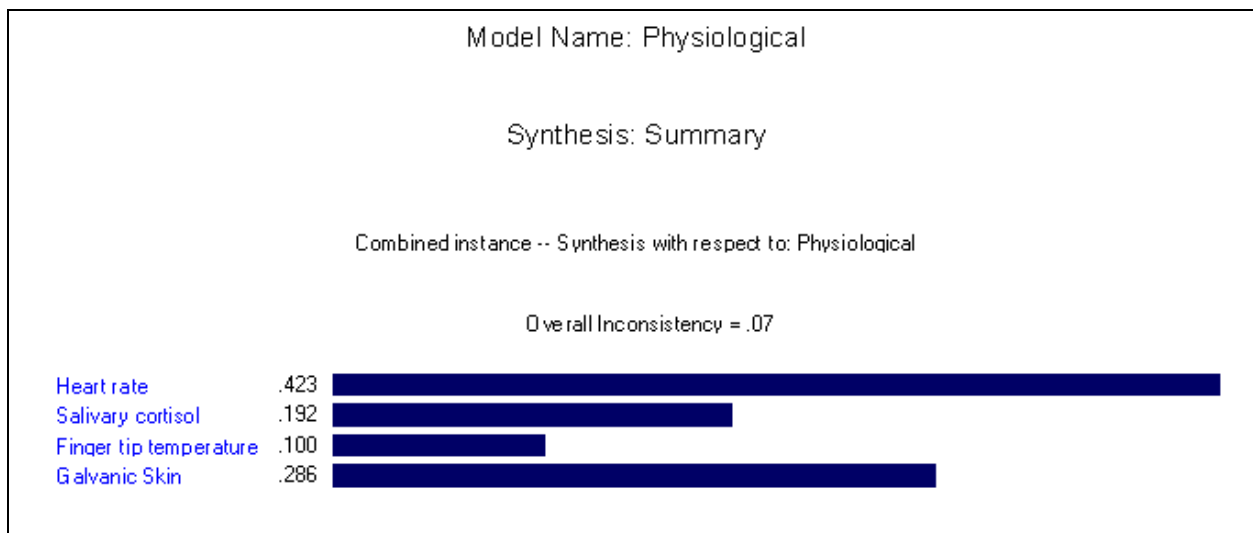 Model Name: Physiological
Synthesis: Summary
Combined instance -- Synthesis with respect to: Physiological
Overall Inconsistency = .07
Heart rate .423
Salivary cortisol .192
Finger tip temperature .100
Galvanic Skin .286